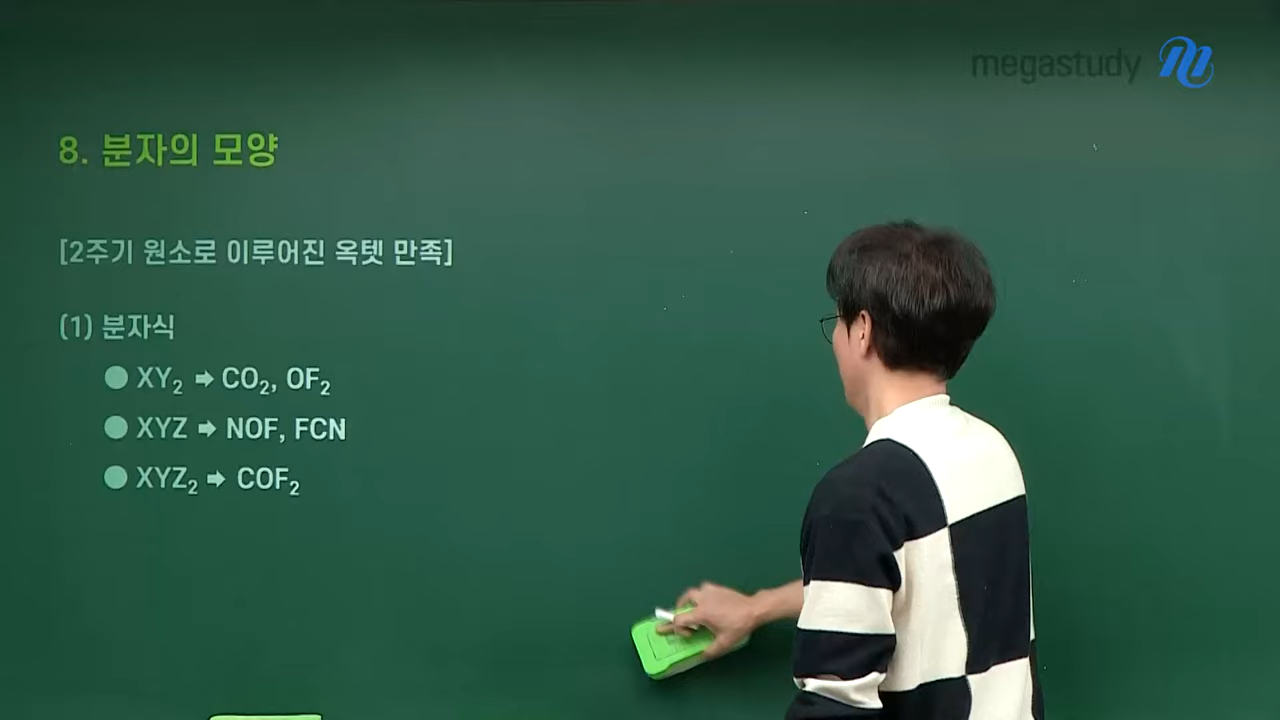 megastudy
8. 분자의 모양
[2주기 원소로 이루어진 옥텟 만족]
(1) 분자식
● XY₂ ➡ CO₂, OF₂
● XYZ ➡ NOF, FCN
● XYZ₂ ➡ COF₂